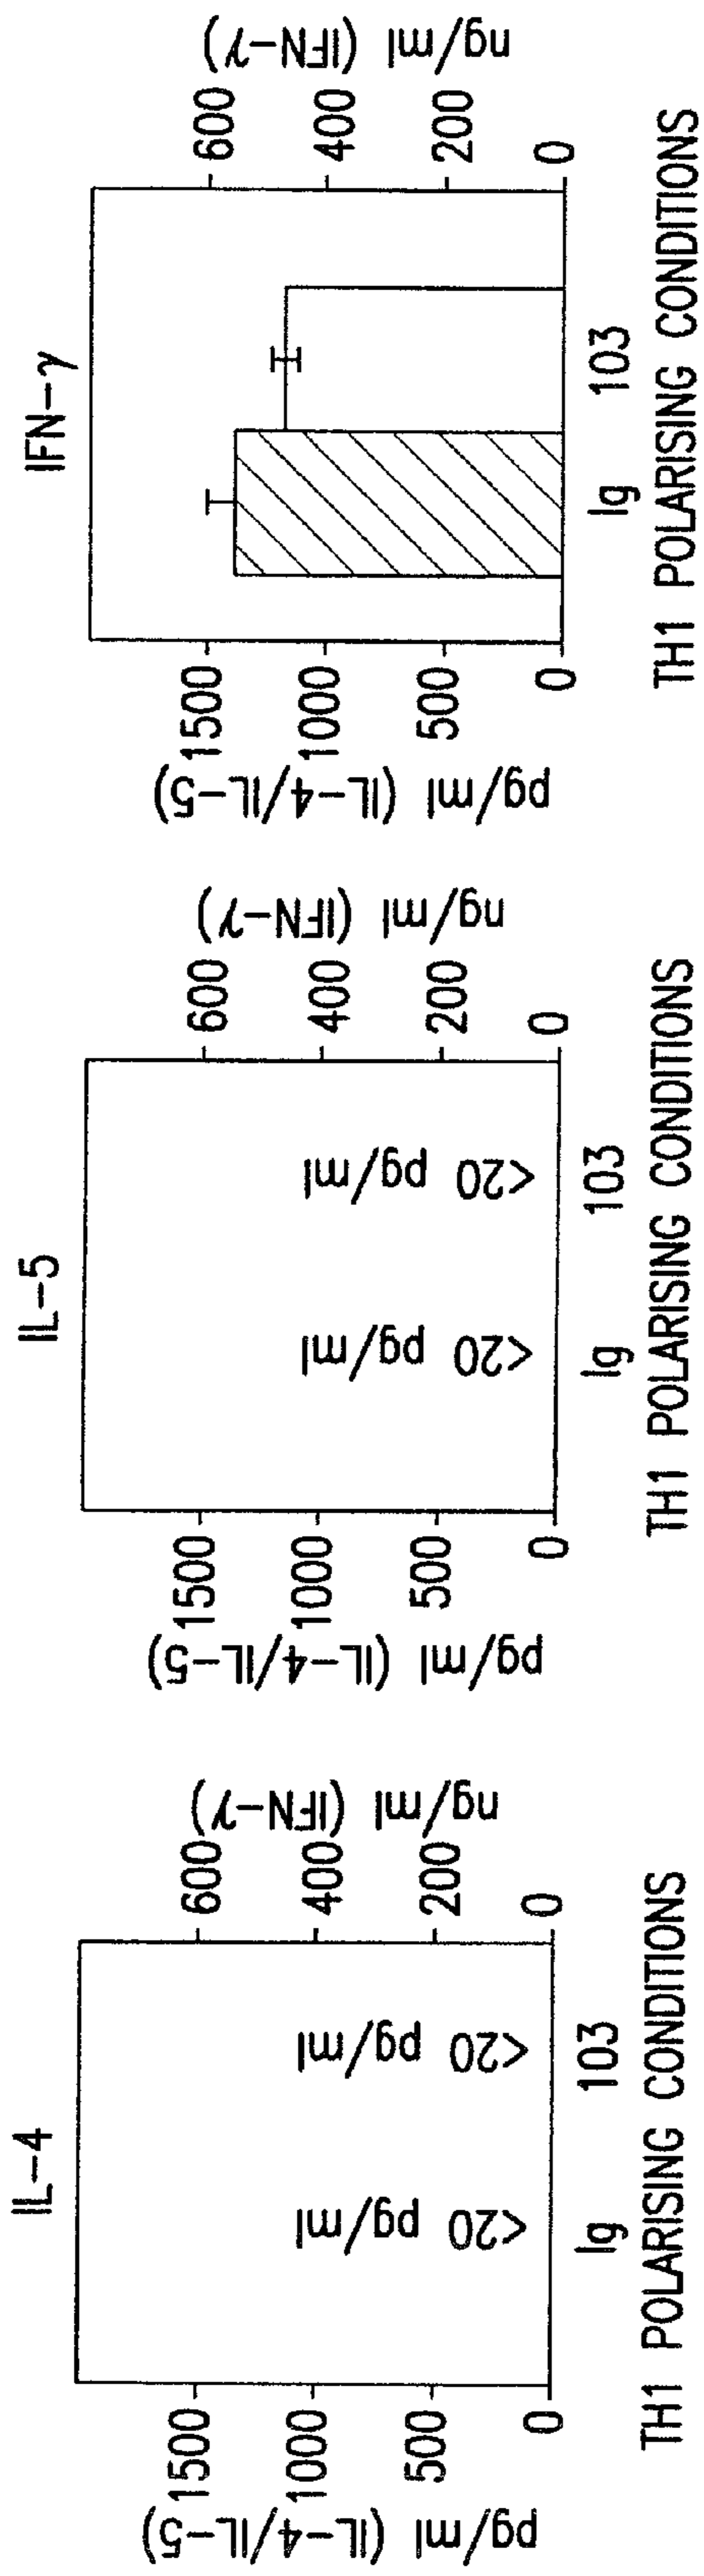 IL-4
pg/ml (IL-4/IL-5)
1500
1000
500
0
<20 pg/ml
<20 pg/ml
600
400
200
0
ng/ml (IFN-γ)
Ig 103
TH1 POLARISING CONDITIONS
IL-5
pg/ml (IL-4/IL-5)
1500
1000
500
0
<20 pg/ml
<20 pg/ml
600
400
200
0
ng/ml (IFN-γ)
Ig 103
TH1 POLARISING CONDITIONS
IFN-γ
pg/ml (IL-4/IL-5)
1500
1000
500
0
600
400
200
0
ng/ml (IFN-γ)
Ig 103
TH1 POLARISING CONDITIONS